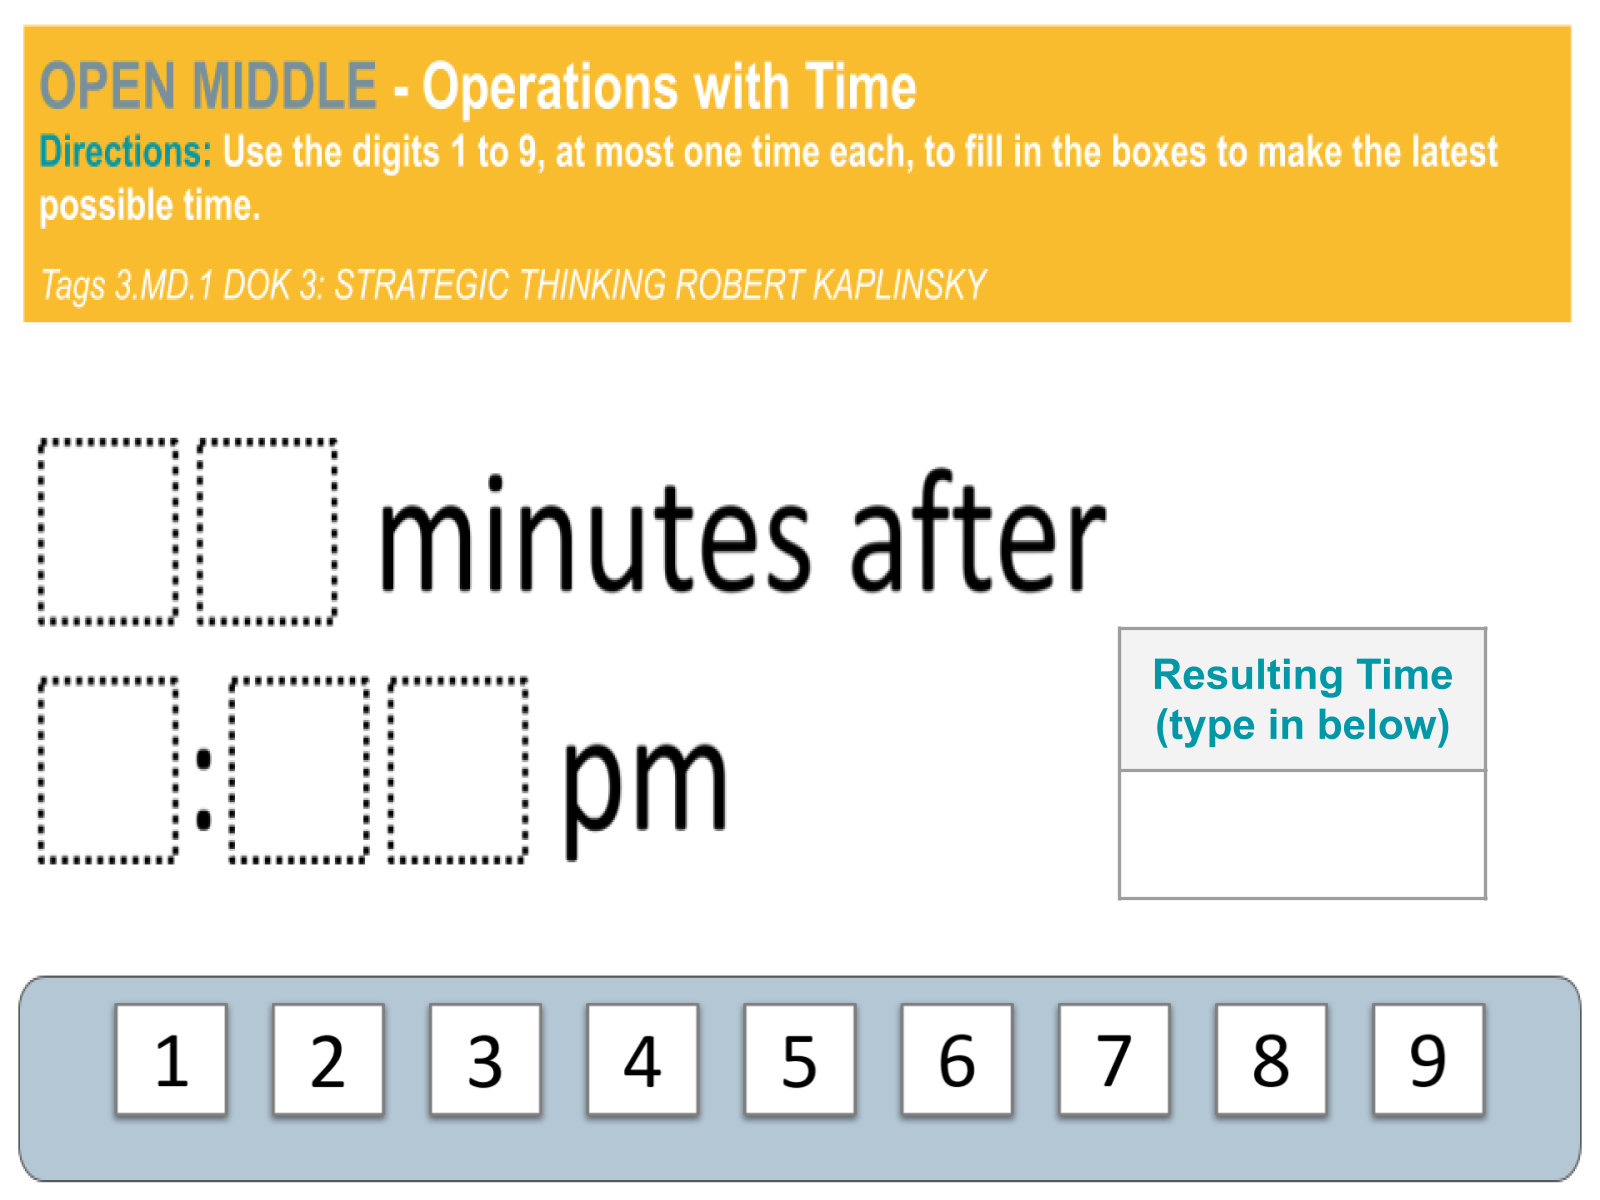 OPEN MIDDLE - Operations with Time
Directions: Use the digits 1 to 9, at most one time each, to fill in the boxes to make the latest
possible time.
Tags 3.MD.1 DOK 3: STRATEGIC THINKING ROBERT KAPLINSKY
minutes after
: pm
Resulting Time
(type in below)
1 2 3 4 5 6 7 8 9